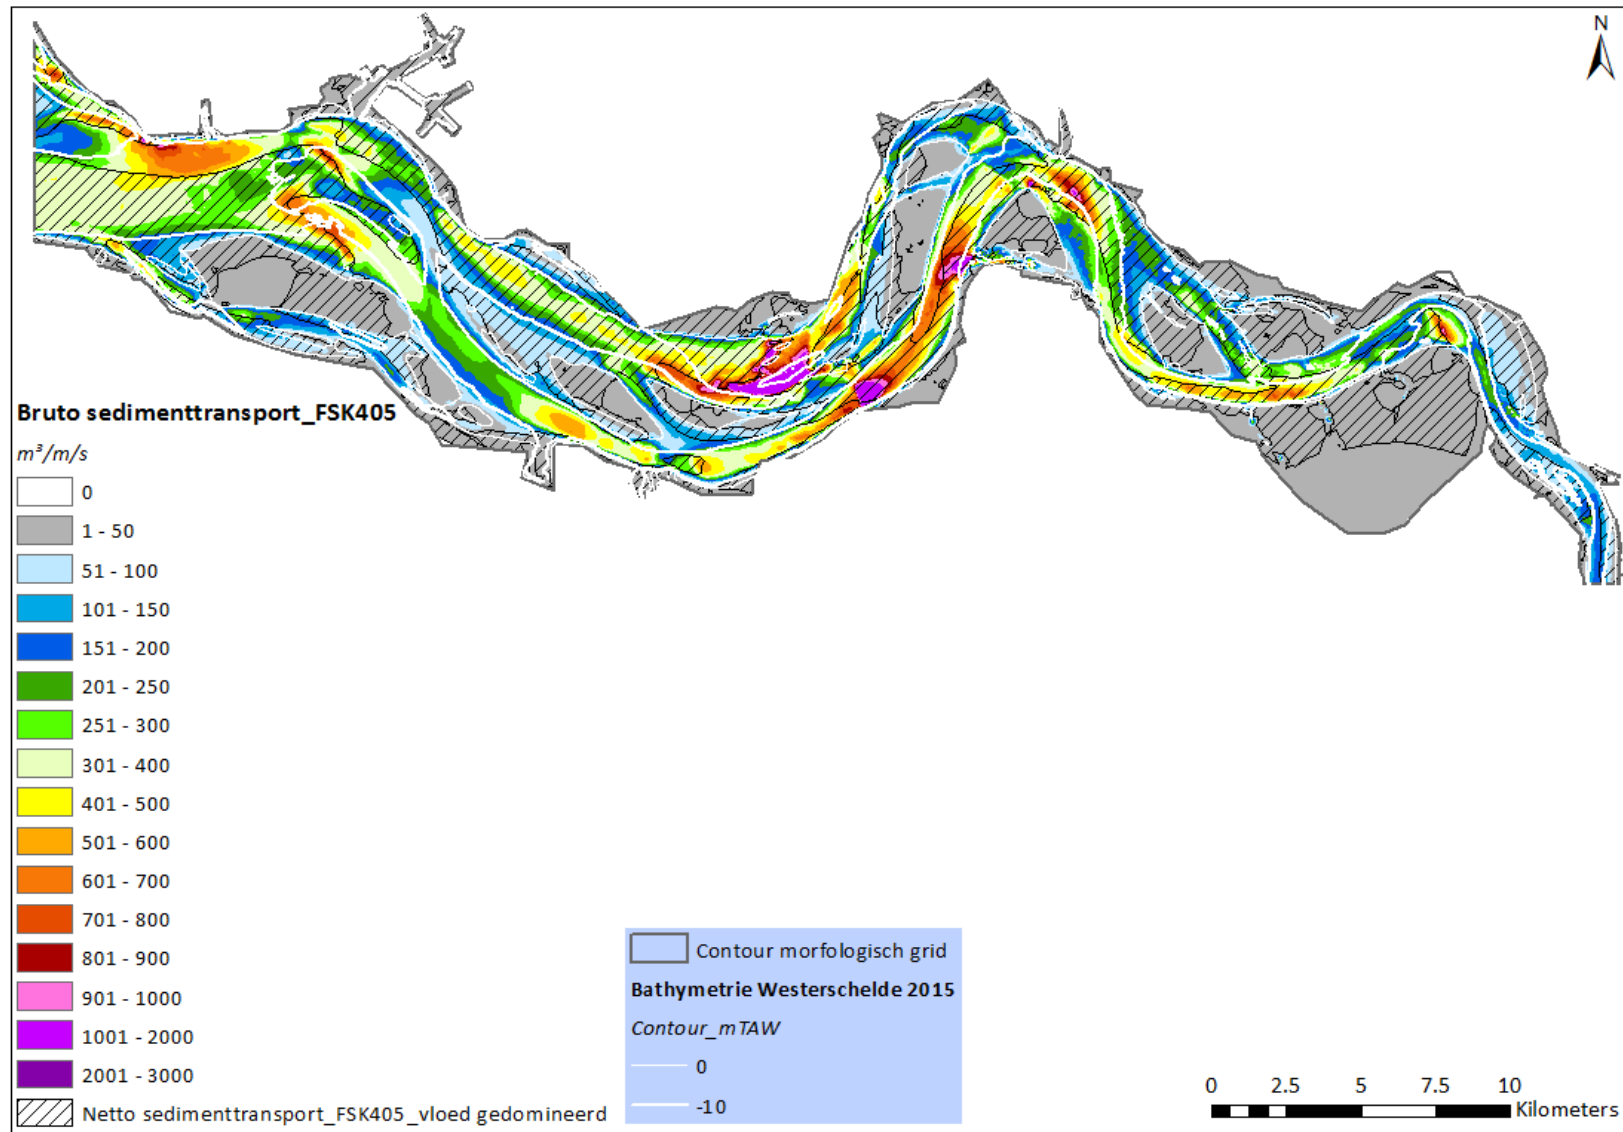 N
Bruto sedimenttransport_FSK405
m³/m/s
0
1 - 50
51 - 100
101 - 150
151 - 200
201 - 250
251 - 300
301 - 400
401 - 500
501 - 600
601 - 700
701 - 800
801 - 900
901 - 1000
1001 - 2000
2001 - 3000
Netto sedimenttransport_FSK405_vloed gedomineerd
Contour morfologisch grid
Bathymetrie Westerschelde 2015
Contour_mTAW
0
-10
0 2.5 5 7.5 10
Kilometers